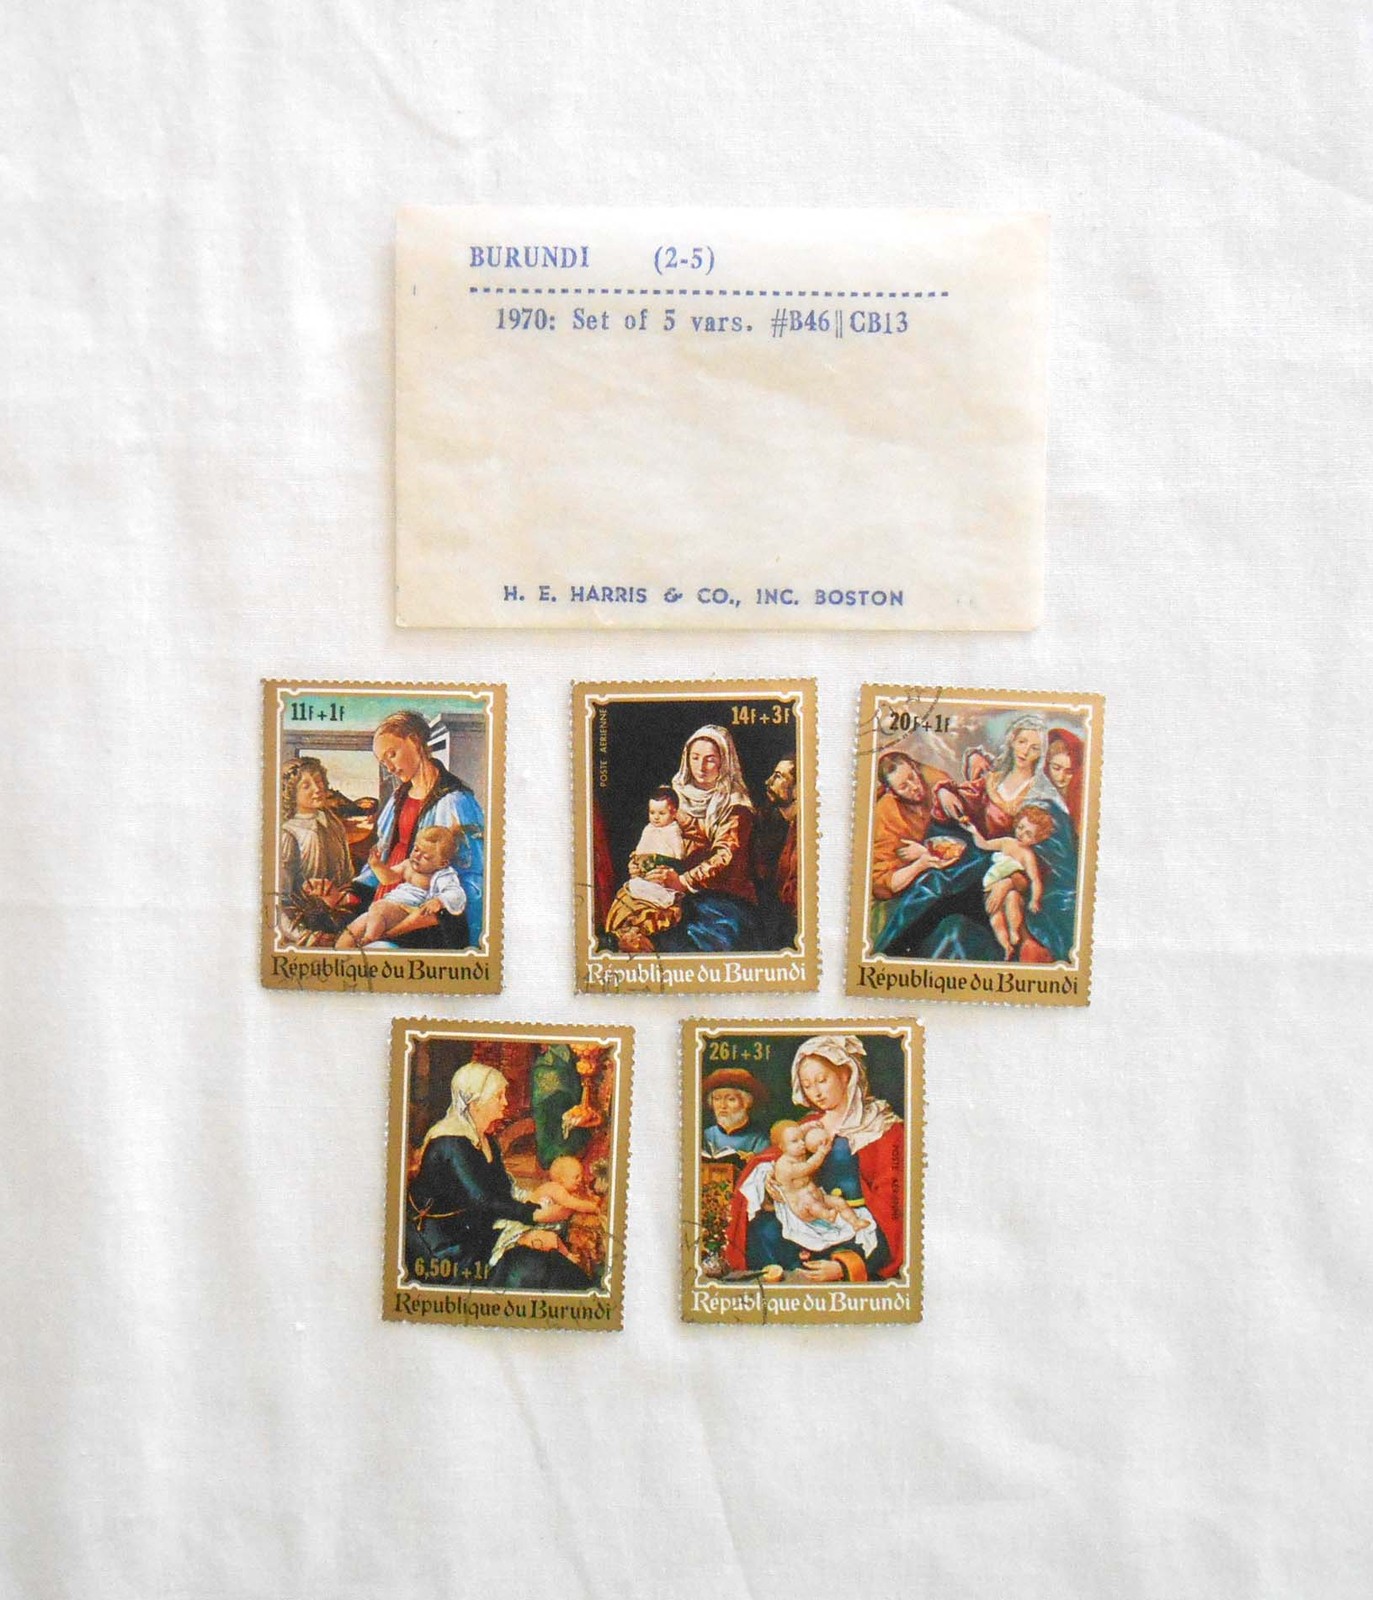 BURUNDI (2-5)
1970: Set of 5 vars. #B46||CB13
H. E. HARRIS & CO., INC. BOSTON
11F+1F
République du Burundi
POSTE AERIENNE
14F+3F
République du Burundi
20F+1F
République du Burundi
6,50F+1F
République du Burundi
26F+3F
POSTE AERIENNE
République du Burundi